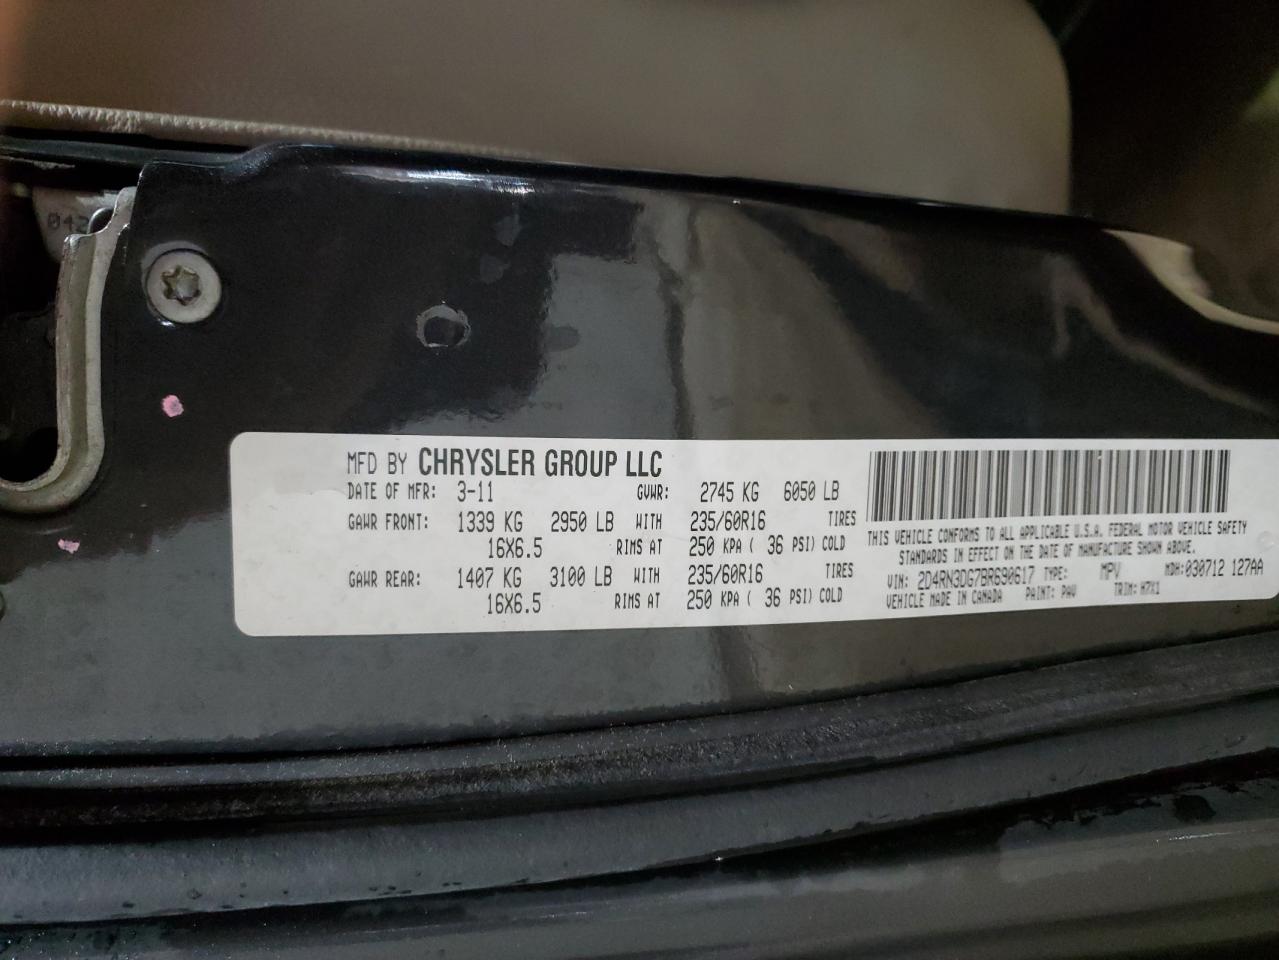 MFD BY CHRYSLER GROUP LLC
DATE OF MFR: 3-11 GVWR: 2745 KG 6050 LB
GAWR FRONT: 1339 KG 2950 LB WITH 235/60R16 TIRES
16X6.5 RIMS AT 250 KPA ( 36 PSI) COLD
GAWR REAR: 1407 KG 3100 LB WITH 235/60R16 TIRES
16X6.5 RIMS AT 250 KPA ( 36 PSI) COLD
THIS VEHICLE CONFORMS TO ALL APPLICABLE U.S.A. FEDERAL MOTOR VEHICLE SAFETY
STANDARDS IN EFFECT ON THE DATE OF MANUFACTURE SHOWN ABOVE.
VIN: 2D4RN3DG7BR690617 TYPE: MPV MDH: 030712 127AA
VEHICLE MADE IN CANADA PAINT: PAV TRIM: H7X1